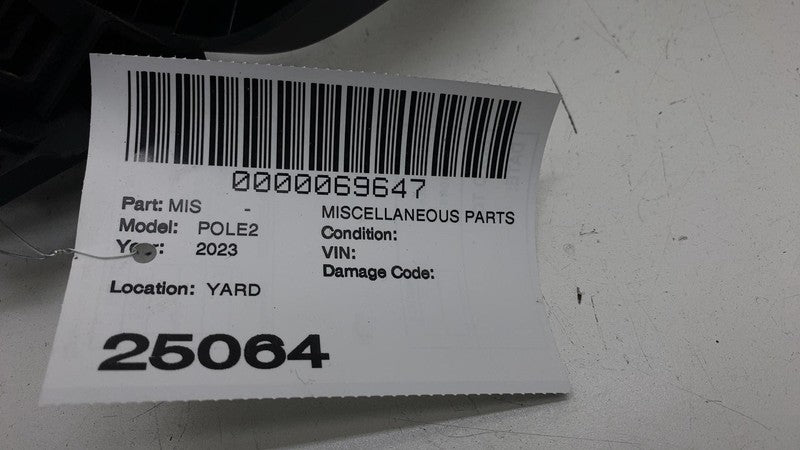 0000069647
Part: MIS - MISCELLANEOUS PARTS
Model: POLE2 Condition:
Year: 2023 VIN:
Damage Code:
Location: YARD
25064